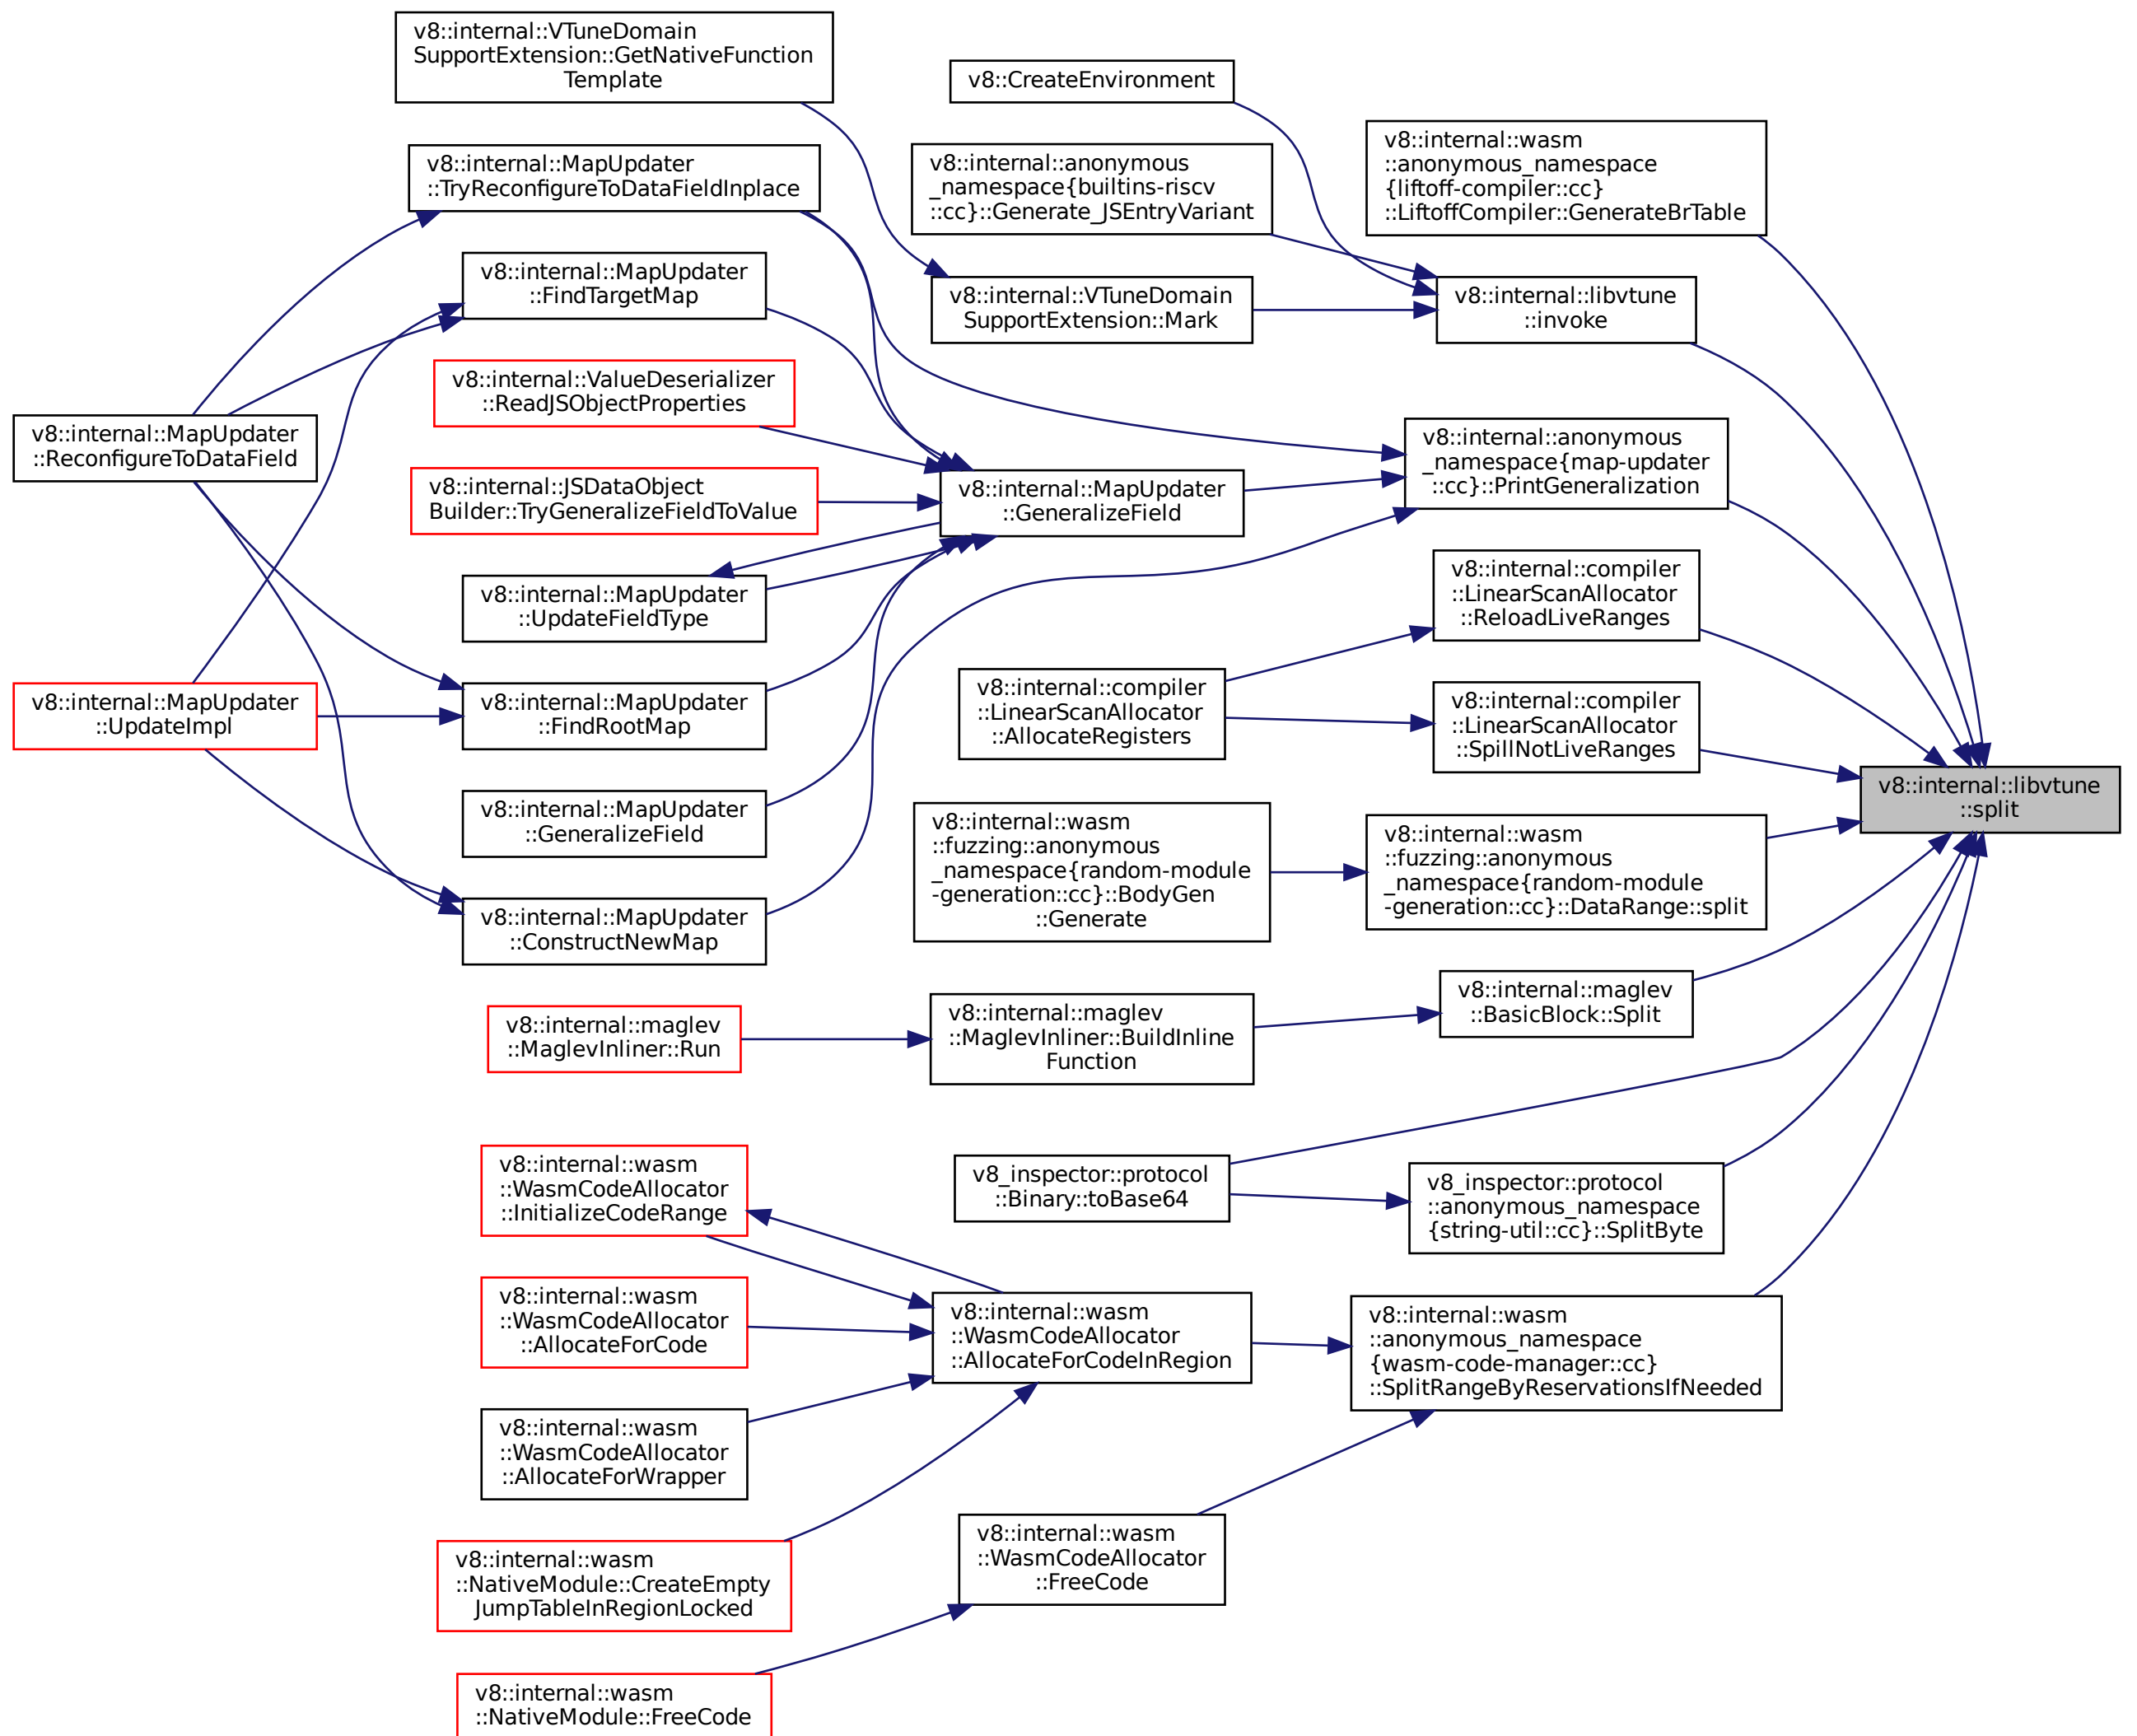 v8::internal::VTuneDomain
SupportExtension::GetNativeFunction
Template
v8::CreateEnvironment
v8::internal::wasm
::anonymous_namespace
{liftoff-compiler::cc}
::LiftoffCompiler::GenerateBrTable
v8::internal::MapUpdater
::TryReconfigureToDataFieldInplace
v8::internal::anonymous
_namespace{builtins-riscv
::cc}::Generate_JSEntryVariant
v8::internal::MapUpdater
::FindTargetMap
v8::internal::VTuneDomain
SupportExtension::Mark
v8::internal::libvtune
::invoke
v8::internal::ValueDeserializer
::ReadJSObjectProperties
v8::internal::MapUpdater
::ReconfigureToDataField
v8::internal::anonymous
_namespace{map-updater
::cc}::PrintGeneralization
v8::internal::JSDataObject
Builder::TryGeneralizeFieldToValue
v8::internal::MapUpdater
::GeneralizeField
v8::internal::compiler
::LinearScanAllocator
::ReloadLiveRanges
v8::internal::MapUpdater
::UpdateFieldType
v8::internal::MapUpdater
::UpdateImpl
v8::internal::MapUpdater
::FindRootMap
v8::internal::compiler
::LinearScanAllocator
::AllocateRegisters
v8::internal::compiler
::LinearScanAllocator
::SpillNotLiveRanges
v8::internal::libvtune
::split
v8::internal::MapUpdater
::GeneralizeField
v8::internal::wasm
::fuzzing::anonymous
_namespace{random-module
-generation::cc}::BodyGen
::Generate
v8::internal::wasm
::fuzzing::anonymous
_namespace{random-module
-generation::cc}::DataRange::split
v8::internal::MapUpdater
::ConstructNewMap
v8::internal::maglev
::MaglevInliner::Run
v8::internal::maglev
::MaglevInliner::BuildInline
Function
v8::internal::maglev
::BasicBlock::Split
v8::internal::wasm
::WasmCodeAllocator
::InitializeCodeRange
v8_inspector::protocol
::Binary::toBase64
v8_inspector::protocol
::anonymous_namespace
{string-util::cc}::SplitByte
v8::internal::wasm
::WasmCodeAllocator
::AllocateForCode
v8::internal::wasm
::WasmCodeAllocator
::AllocateForCodeInRegion
v8::internal::wasm
::anonymous_namespace
{wasm-code-manager::cc}
::SplitRangeByReservationsIfNeeded
v8::internal::wasm
::WasmCodeAllocator
::AllocateForWrapper
v8::internal::wasm
::NativeModule::CreateEmpty
JumpTableInRegionLocked
v8::internal::wasm
::WasmCodeAllocator
::FreeCode
v8::internal::wasm
::NativeModule::FreeCode